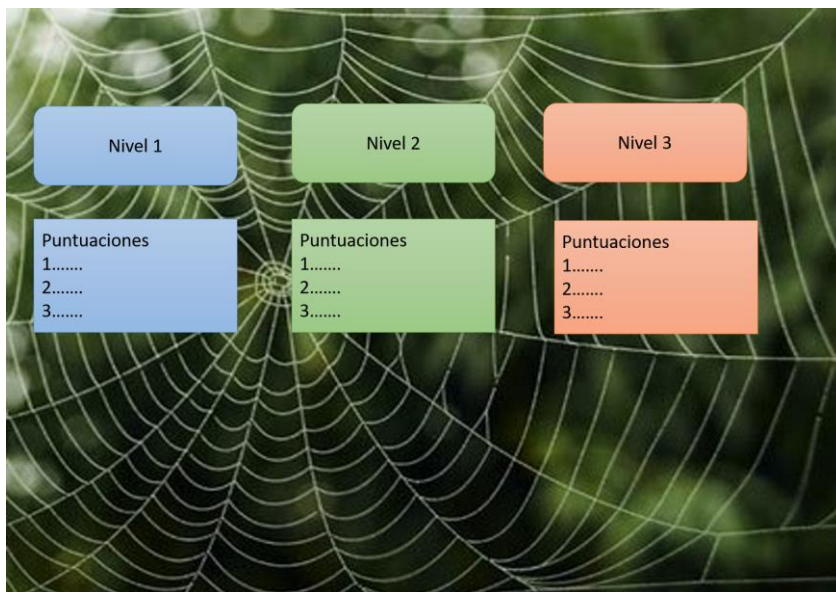 Nivel 1
Nivel 2
Nivel 3
Puntuaciones
1.......
2.......
3.......
Puntuaciones
1.......
2.......
3.......
Puntuaciones
1.......
2.......
3.......